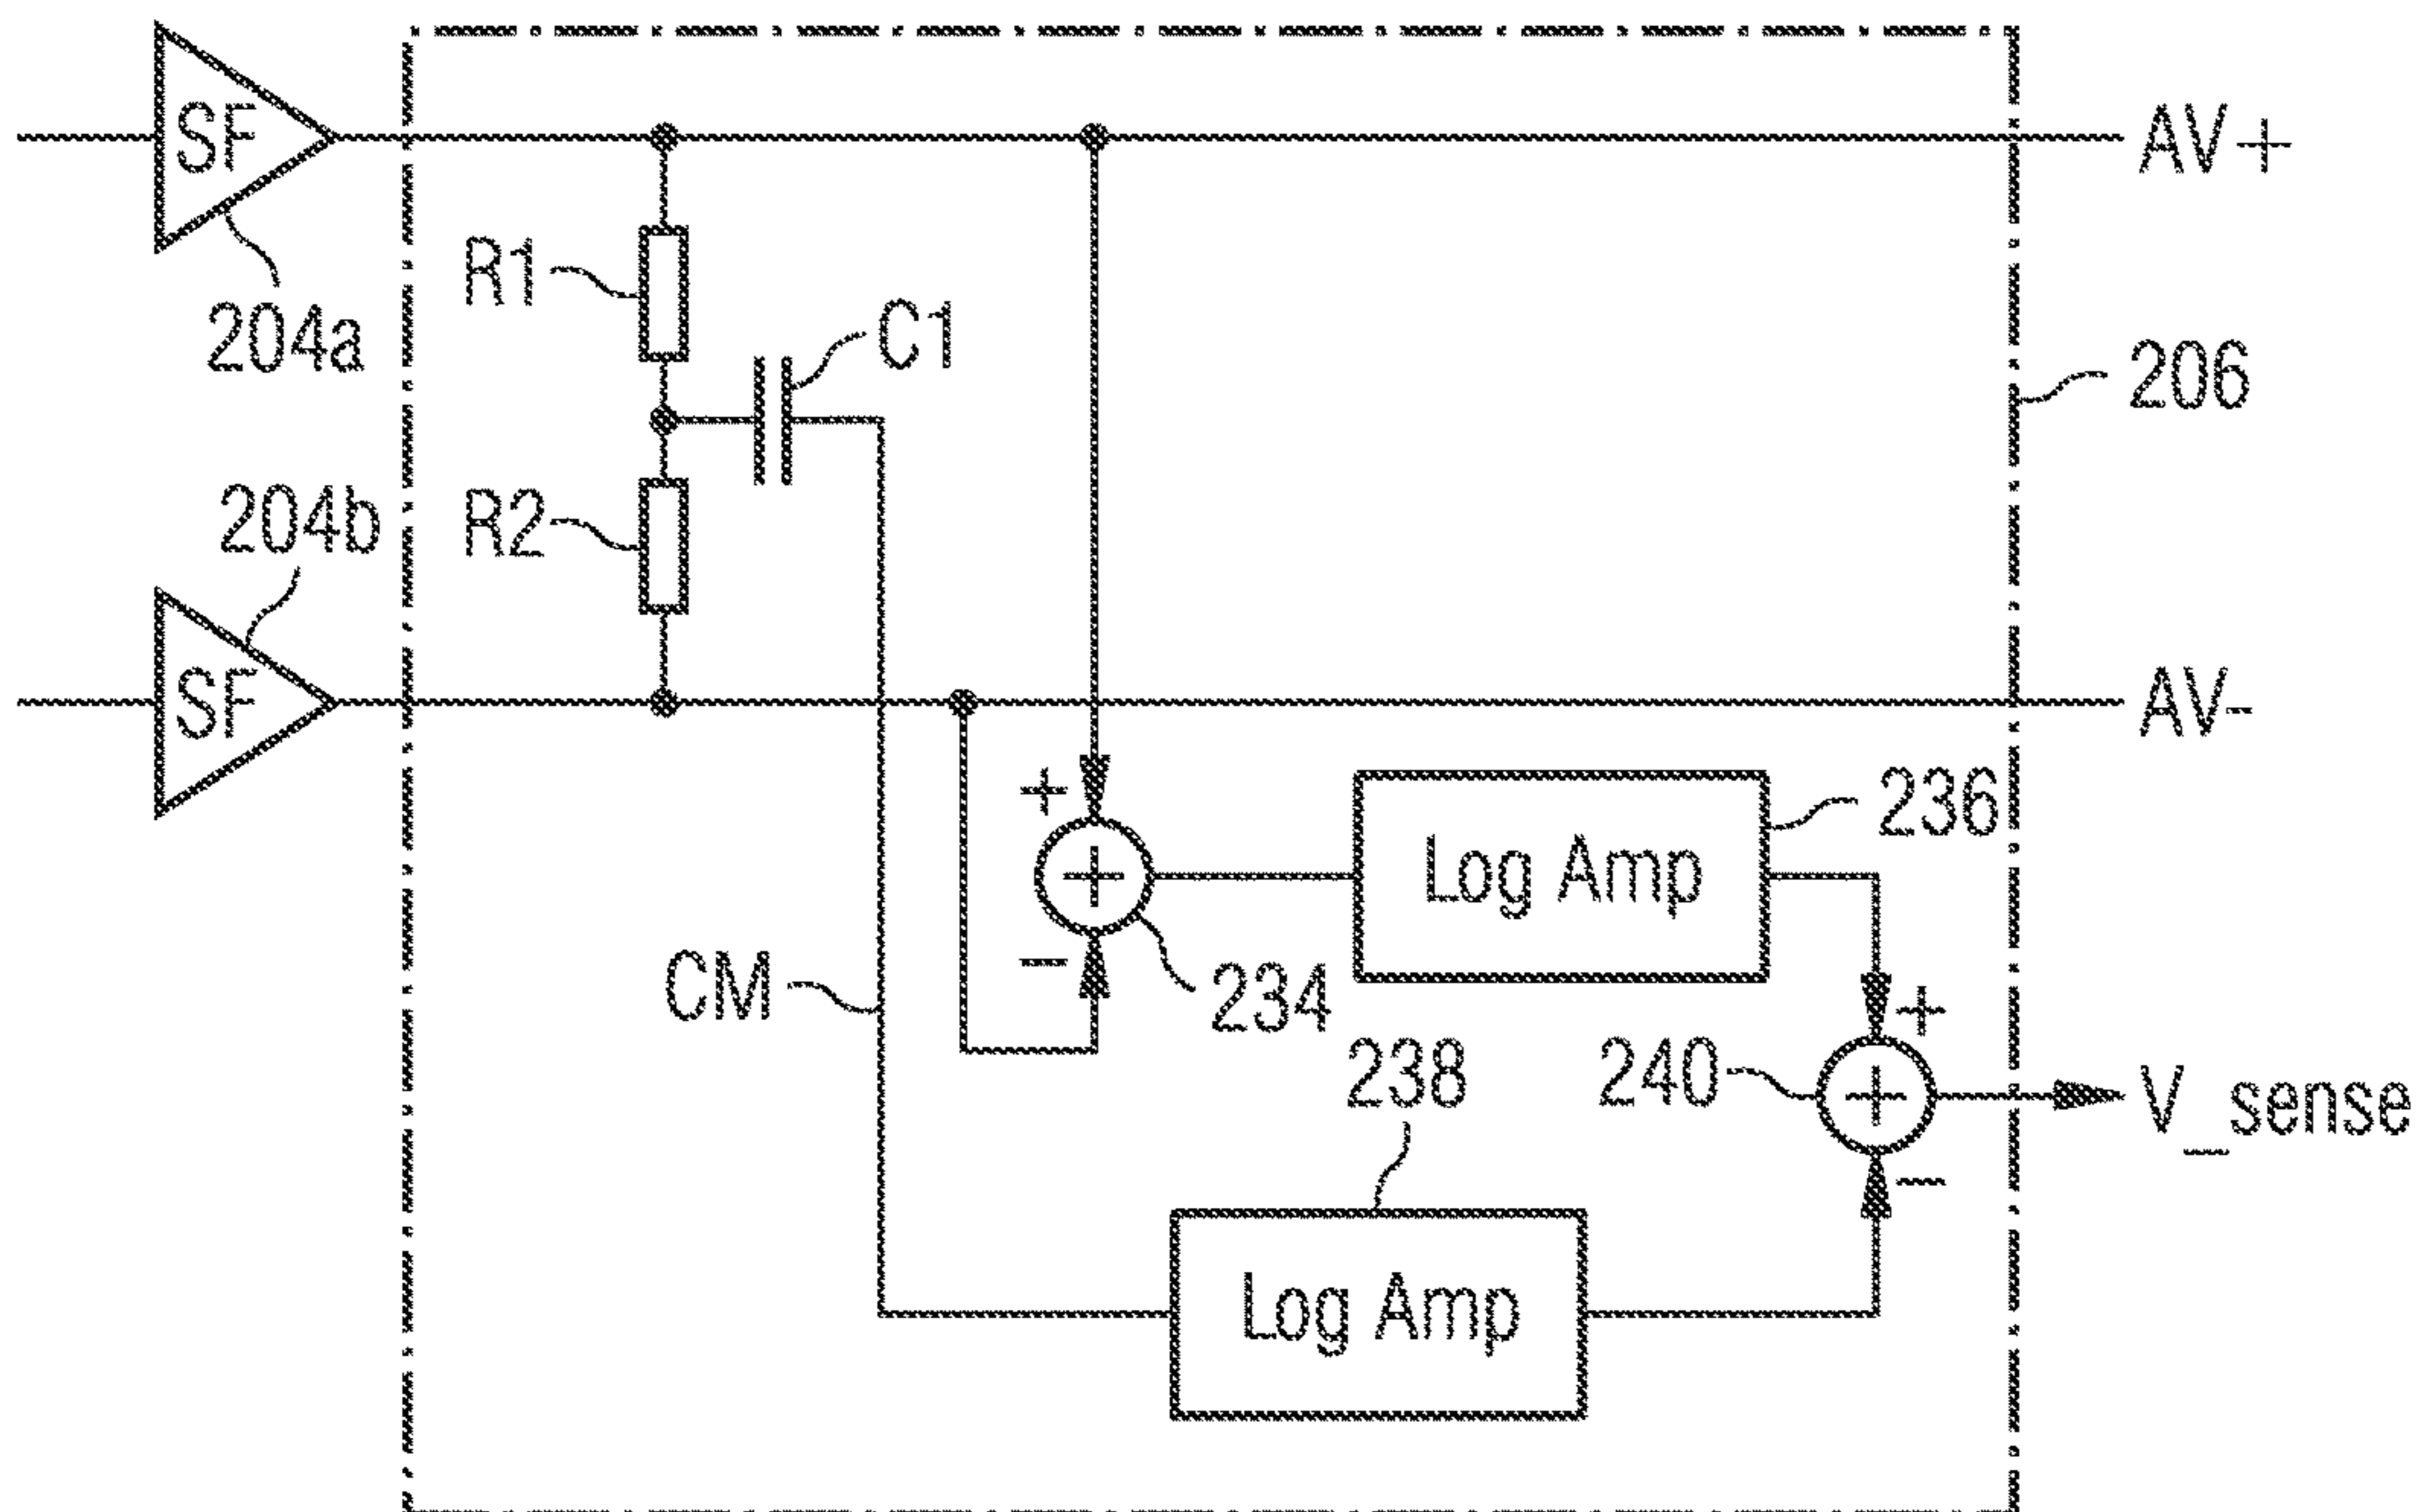 SF
AV+
R1
204a
C1
206
204b
R2
SF
AV-
+
236
Log Amp
CM
-
234
+
238
240
V_sense
-
Log Amp